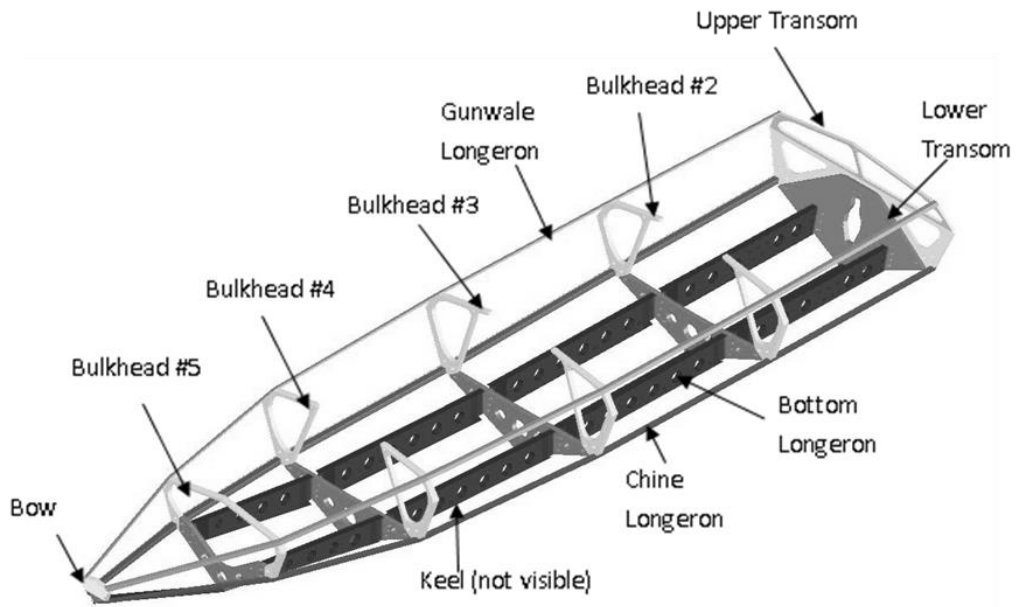 Upper Transom
Bulkhead #2
Lower
Transom
Gunwale
Longeron
Bulkhead #3
Bulkhead #4
Bulkhead #5
Bottom
Longeron
Chine
Longeron
Bow
Keel (not visible)